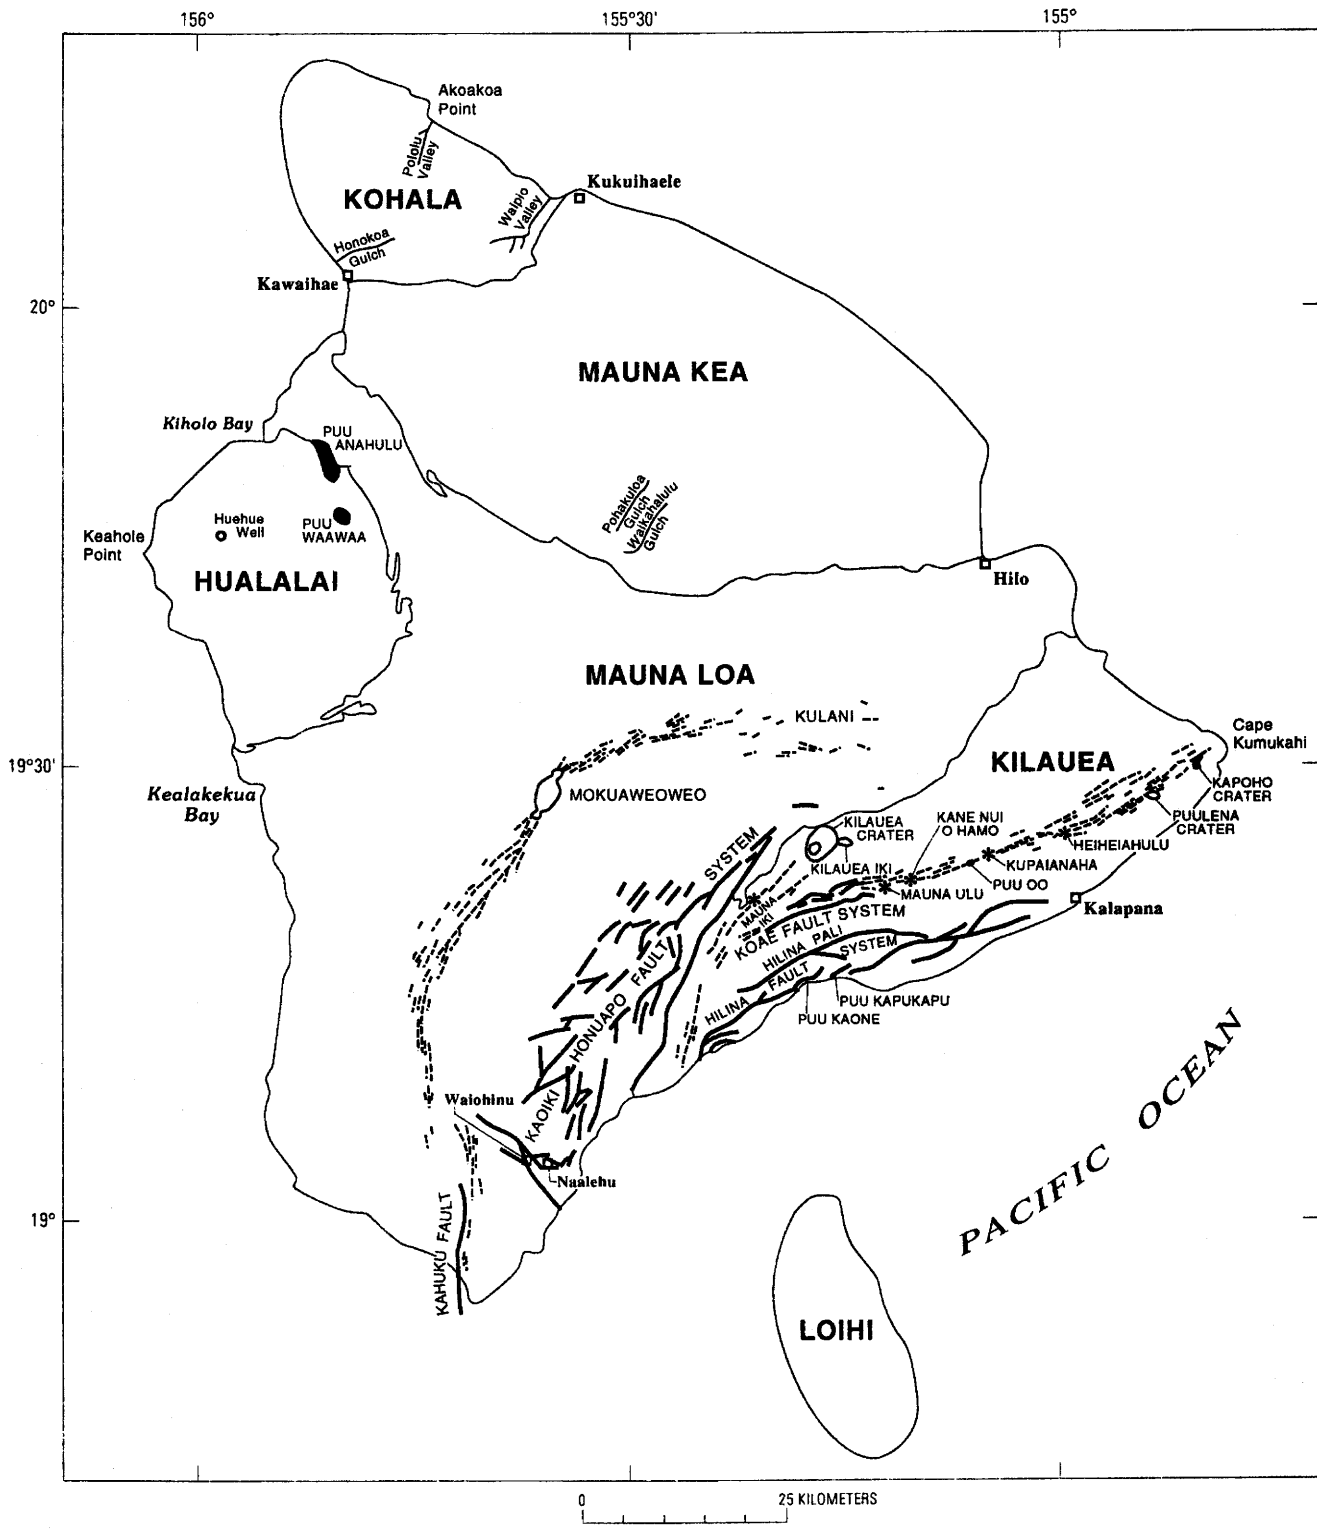 156°
155°30'
155°
Akoakoa
Point
Pololu
Valley
KOHALA
Waipio
Valley
Kukuihaele
Honokoa
Gulch
Kawaihae
20°
MAUNA KEA
Kiholo Bay
PUU
ANAHULU
Pohakuloa
Gulch
Waikahalulu
Gulch
Keahole
Point
Huehue
Well
PUU
WAAWAA
HUALALAI
Hilo
MAUNA LOA
KULANI
Cape
Kumukahi
19°30'
KILAUEA
Kealakekua
Bay
MOKUAWEOWEO
KAPOHO
CRATER
PUULENA
CRATER
KILAUEA
CRATER
KANE NUI
O HAMO
HEIHEIAHULU
KUPAIANAHA
KILAUEA IKI
PUU OO
MAUNA ULU
Kalapana
MAUNA
IKI
KOAE FAULT SYSTEM
HILINA PALI
HILINA FAULT SYSTEM
PUU KAPUKAPU
PUU KAONE
KAOIKI HONUAPO FAULT SYSTEM
Waiohinu
Naalehu
KAHUKU FAULT
19°
PACIFIC OCEAN
LOIHI
0 25 KILOMETERS